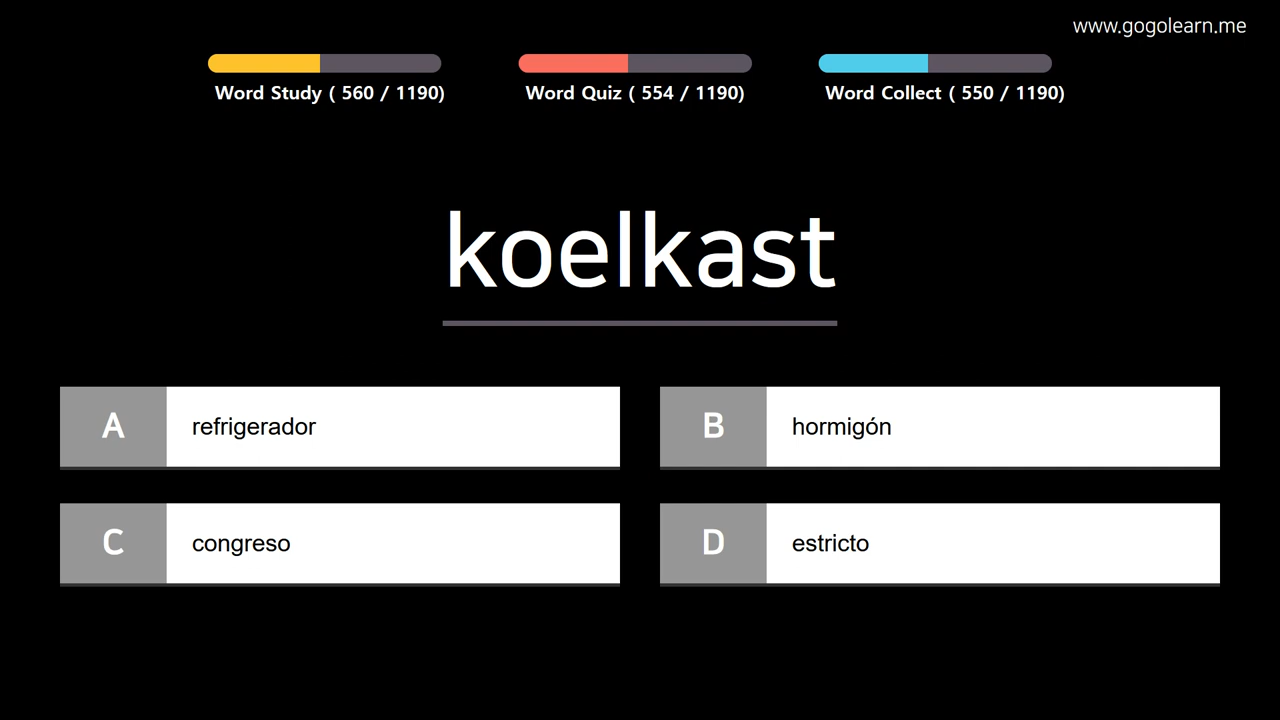 www.gogolearn.me
Word Study ( 560 / 1190)
Word Quiz ( 554 / 1190)
Word Collect ( 550 / 1190)
koelkast
A refrigerador
B hormigón
C congreso
D estricto